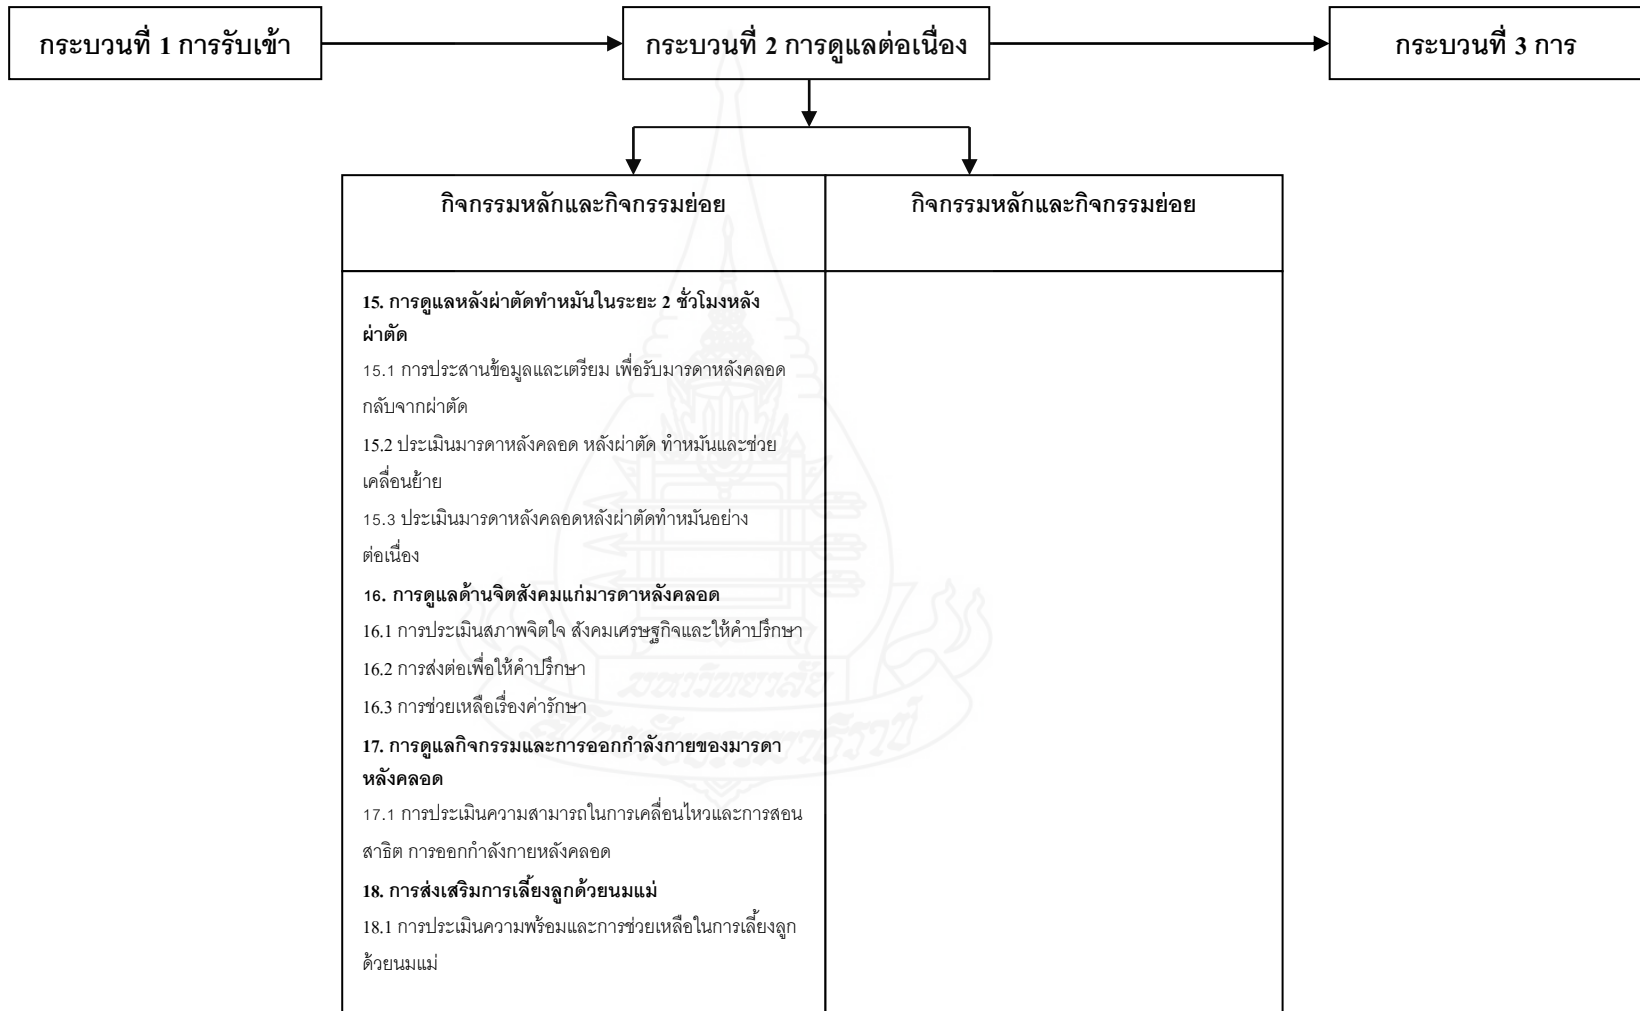 กระบวนที่ 1 การรับเข้า
กระบวนที่ 2 การดูแลต่อเนื่อง
กระบวนที่ 3 การ
กิจกรรมหลักและกิจกรรมย่อย
กิจกรรมหลักและกิจกรรมย่อย
15. การดูแลหลังผ่าตัดทำหมันในระยะ 2 ชั่วโมงหลัง
ผ่าตัด
15.1 การประสานข้อมูลและเตรียม เพื่อรับมารดาหลังคลอด
กลับจากผ่าตัด
15.2 ประเมินมารดาหลังคลอด หลังผ่าตัด ทำหมันและช่วย
เคลื่อนย้าย
15.3 ประเมินมารดาหลังคลอดหลังผ่าตัดทำหมันอย่าง
ต่อเนื่อง
16. การดูแลด้านจิตสังคมแก่มารดาหลังคลอด
16.1 การประเมินสภาพจิตใจ สังคมเศรษฐกิจและให้คำปรึกษา
16.2 การส่งต่อเพื่อให้คำปรึกษา
16.3 การช่วยเหลือเรื่องค่ารักษา
17. การดูแลกิจกรรมและการออกกำลังกายของมารดา
หลังคลอด
17.1 การประเมินความสามารถในการเคลื่อนไหวและการสอน
สาธิต การออกกำลังกายหลังคลอด
18. การส่งเสริมการเลี้ยงลูกด้วยนมแม่
18.1 การประเมินความพร้อมและการช่วยเหลือในการเลี้ยงลูก
ด้วยนมแม่
มหาวิทยาลัย
สุโขทัยธรรมาธิราช